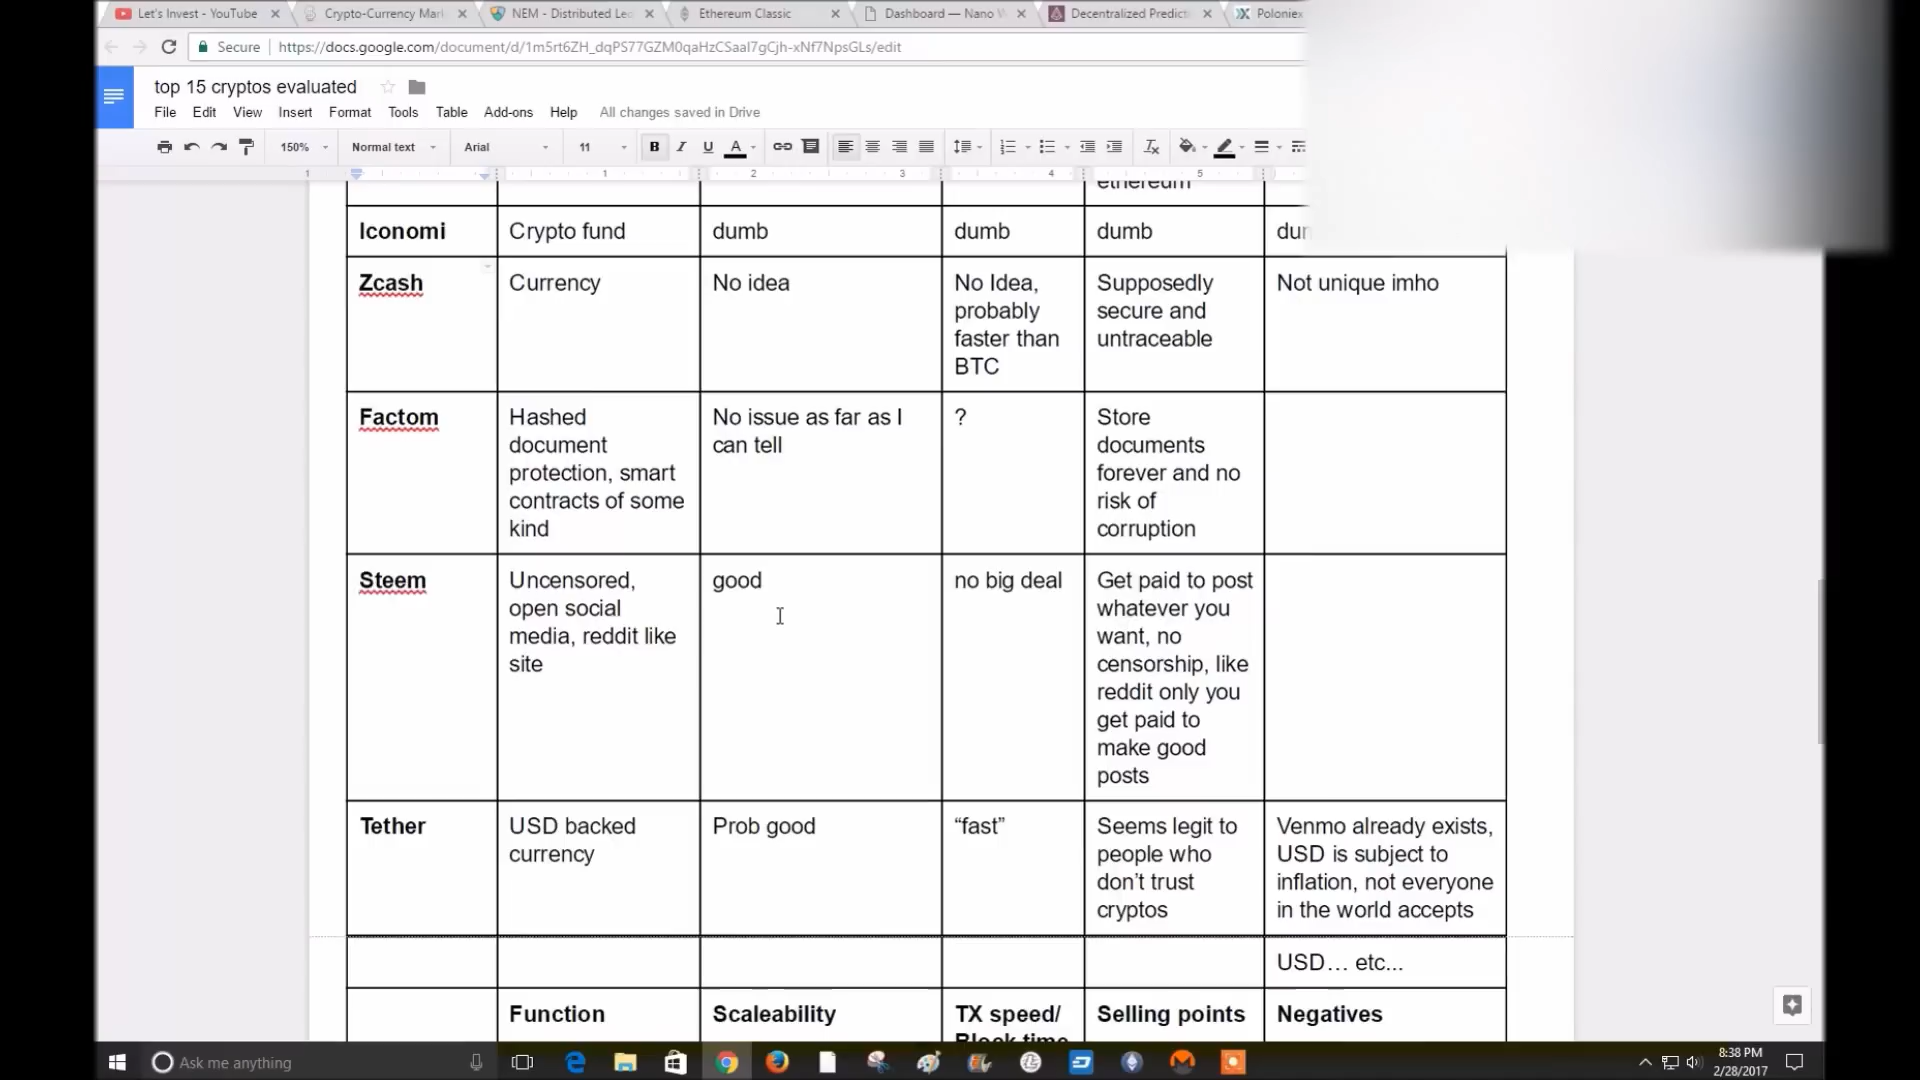 Let's Invest - YouTube
Crypto-Currency Mar
NEM - Distributed Le
Ethereum Classic
Dashboard — Nano
Decentralized Predict
Poloniex
Secure https://docs.google.com/document/d/1m5rt6ZH_dqPS77GZM0qaHzCSaal7gCjh-xNf7NpsGLs/edit
top 15 cryptos evaluated
File Edit View Insert Format Tools Table Add-ons Help All changes saved in Drive
150% Normal text Arial 11 B I U A
1 1 2 3 4 5
ethereum
Iconomi
Crypto fund
dumb
dumb
dumb
Zcash
Currency
No idea
No Idea,
probably
faster than
BTC
Supposedly
secure and
untraceable
Not unique imho
Factom
Hashed
document
protection, smart
contracts of some
kind
No issue as far as I
can tell
?
Store
documents
forever and no
risk of
corruption
Steem
Uncensored,
open social
media, reddit like
site
good
no big deal
Get paid to post
whatever you
want, no
censorship, like
reddit only you
get paid to
make good
posts
Tether
USD backed
currency
Prob good
“fast”
Seems legit to
people who
don’t trust
cryptos
Venmo already exists,
USD is subject to
inflation, not everyone
in the world accepts
USD… etc...
Function
Scaleability
TX speed/
Block time
Selling points
Negatives
Ask me anything
8:38 PM
2/28/2017